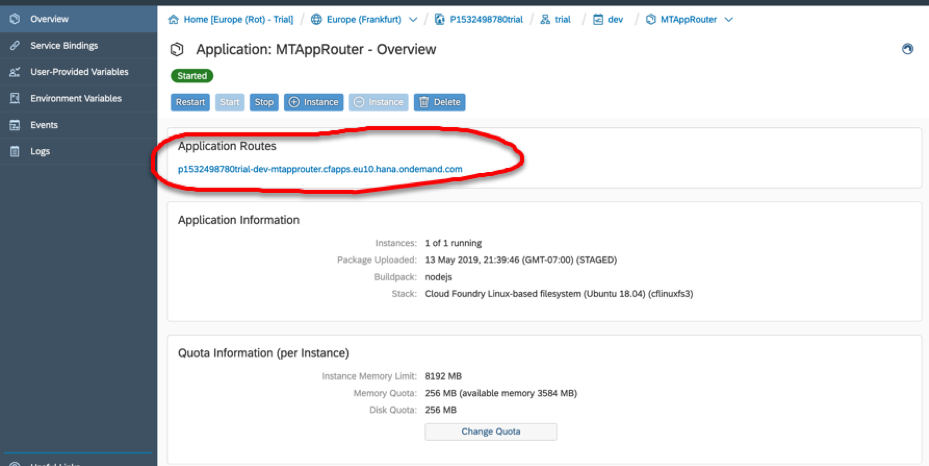 Overview
Service Bindings
User-Provided Variables
Environment Variables
Events
Logs
Useful Links
Home [Europe (Rot) - Trial] / Europe (Frankfurt) / P1532498780trial / trial / dev / MTAppRouter
Application: MTAppRouter - Overview
Started
Restart Start Stop Instance Instance Delete
Application Routes
p1532498780trial-dev-mtapprouter.cfapps.eu10.hana.ondemand.com
Application Information
Instances: 1 of 1 running
Package Uploaded: 13 May 2019, 21:39:46 (GMT-07:00) (STAGED)
Buildpack: nodejs
Stack: Cloud Foundry Linux-based filesystem (Ubuntu 18.04) (cflinuxfs3)
Quota Information (per Instance)
Instance Memory Limit: 8192 MB
Memory Quota: 256 MB (available memory 3584 MB)
Disk Quota: 256 MB
Change Quota